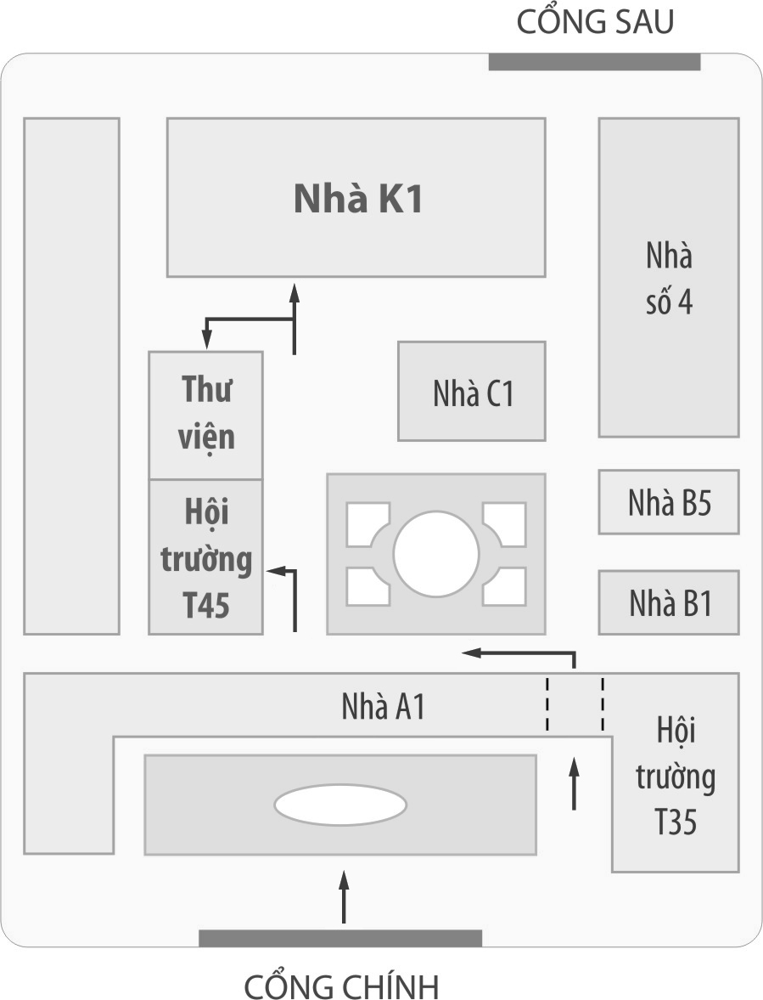 CỔNG SAU
Nhà K1
Nhà
số 4
Nhà C1
Thư
viện
Hội
trường
T45
Nhà B5
Nhà B1
Nhà A1
Hội
trường
T35
CỔNG CHÍNH